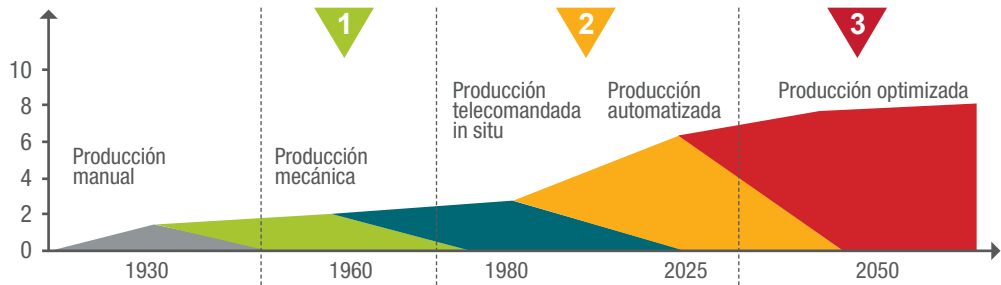 1
2
3
10
8
6
4
2
0
Producción
manual
Producción
mecánica
Producción
telecomandada
in situ
Producción
automatizada
Producción optimizada
1930
1960
1980
2025
2050